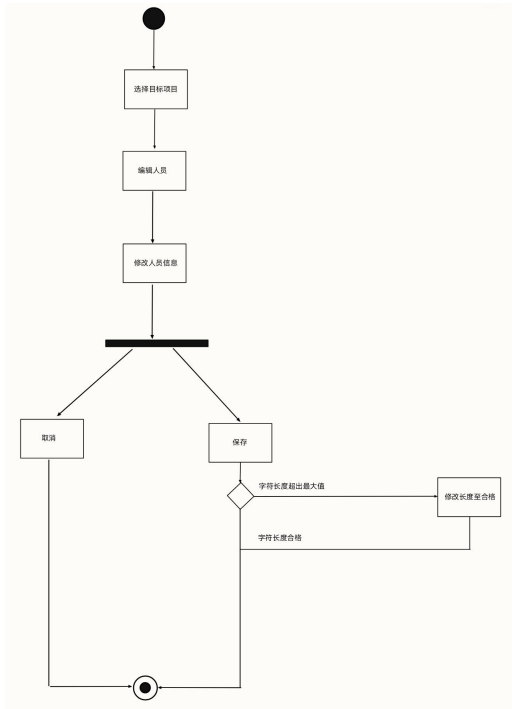 选择目标项目
编辑人员
修改人员信息
取消
保存
字符长度超出最大值
修改长度至合格
字符长度合格